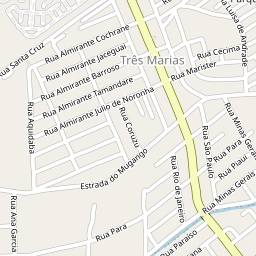 Rua Santa Cruz
Rua Almirante Cochrane
Rua Almirante Jaceguai
Rua Almirante Barroso
Rua Almirante Tamandare
Rua Almirante Julio de Noronha
Três Marias
Rua Luisa de Andrade
Rua Cecima
Rua Marister
Rua Aquidaba
Rua Coruzu
Rua Minas Gerais
Rua São Paulo
Rua Para
Rua Piaui
Estrada do Mugango
Rua Rio de Janeiro
Rua Minas Gerais
Rua Ana Garcia
Rua Para
Rua Paraiso